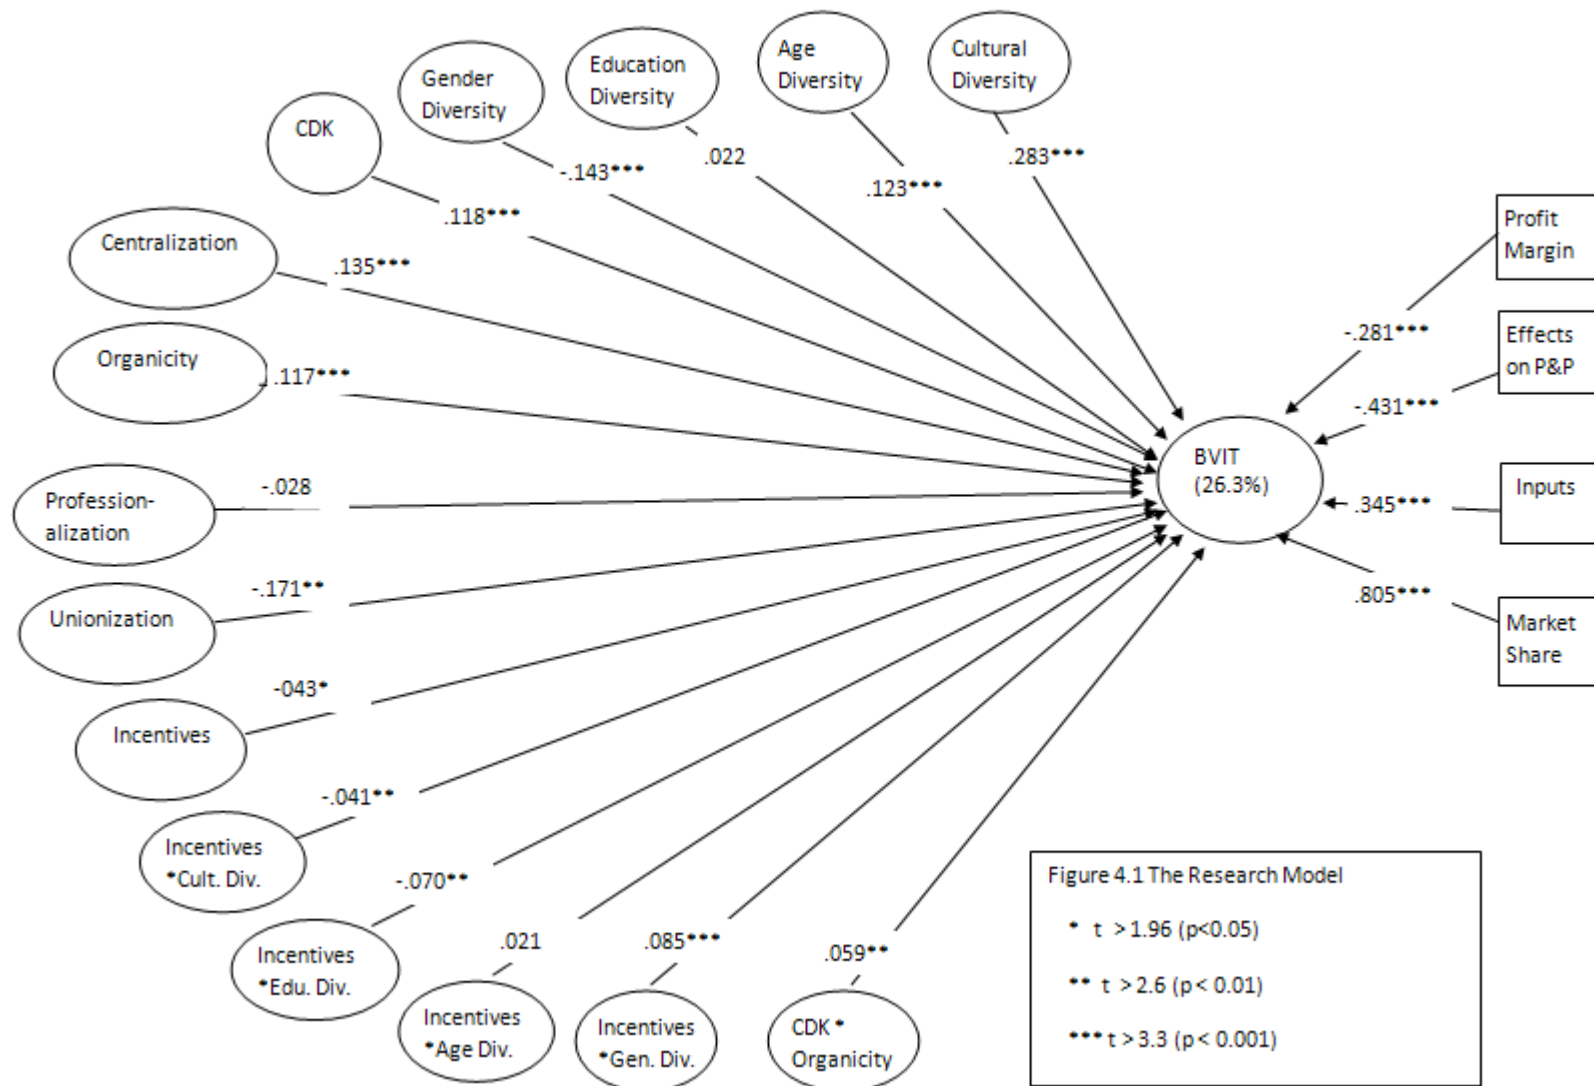 Cultural
Diversity
Age
Diversity
Education
Diversity
Gender
Diversity
CDK
.283***
.022
-.143***
.123***
.118***
Centralization
.135***
Profit
Margin
-.281***
Organicity
.117***
Effects
on P&P
-.431***
BVIT
(26.3%)
Inputs
.345***
Profession-
alization
-.028
Unionization
-.171**
.805***
Market
Share
Incentives
-043*
Incentives
*Cult. Div.
-.041**
Incentives
*Edu. Div.
-.070**
Incentives
*Age Div.
.021
Incentives
*Gen. Div.
.085***
CDK *
Organicity
.059**
Figure 4.1 The Research Model
* t >1.96 (p<0.05)
** t >2.6 (p< 0.01)
*** t >3.3 (p< 0.001)